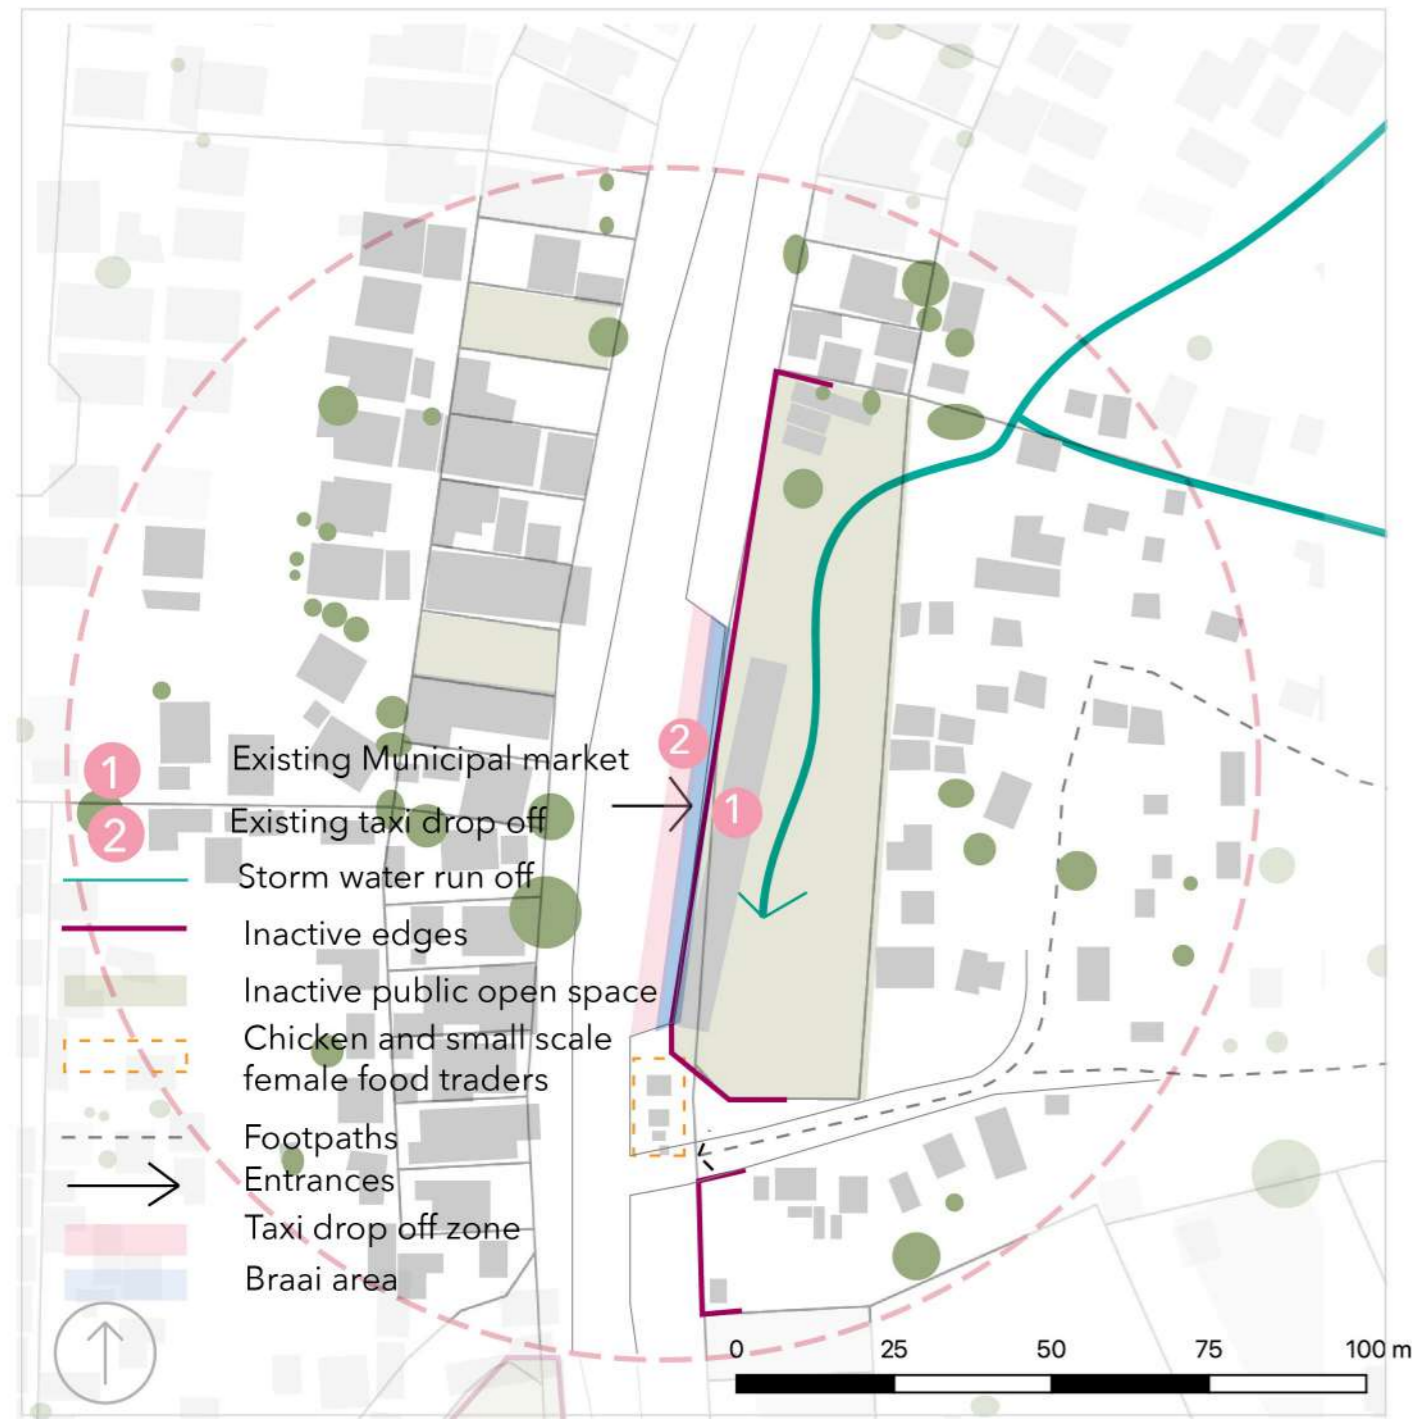 2
1
1
Existing Municipal market
2
Existing taxi drop off
Storm water run off
Inactive edges
Inactive public open space
Chicken and small scale
female food traders
Footpaths
Entrances
Taxi drop off zone
Braai area
0 25 50 75 100 m